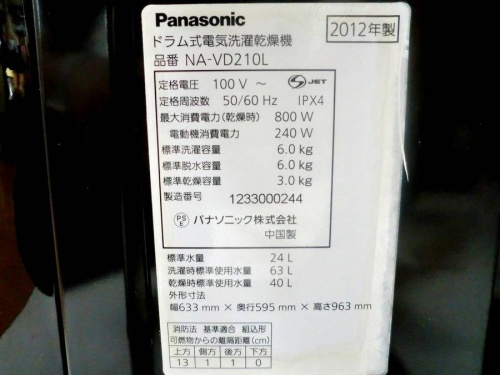 Panasonic
ドラム式電気洗濯乾燥機
2012年製
品番 NA-VD210L
定格電圧 100 V ～
S JET
定格周波数 50/60 Hz IPX4
最大消費電力(乾燥時) 800 W
電動機消費電力 240 W
標準洗濯容量 6.0 kg
標準脱水容量 6.0 kg
標準乾燥容量 3.0 kg
製造番号 1233000244
PS E パナソニック株式会社
中国製
標準水量 24 L
洗濯時標準使用水量 63 L
乾燥時標準使用水量 40 L
外形寸法
幅633 mm × 奥行595 mm × 高さ963 mm
消防法 基準適合 組込形
可燃物からの離隔距離(cm)
上方 側方 後方 下方
13 1 1 0